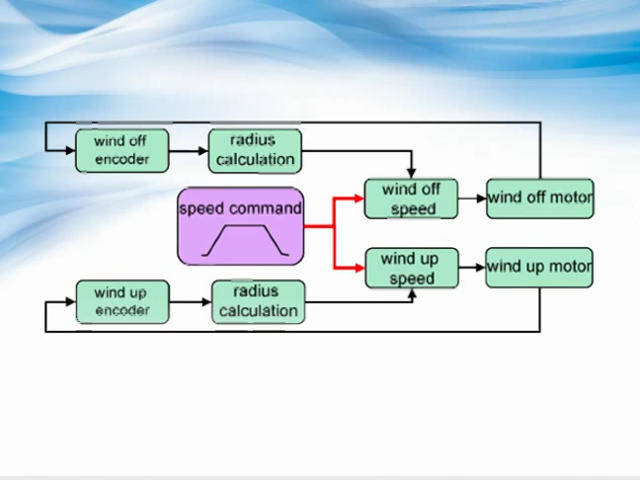 wind off
encoder
radius
calculation
wind off
speed
wind off motor
speed command
wind up
speed
wind up motor
wind up
encoder
radius
calculation